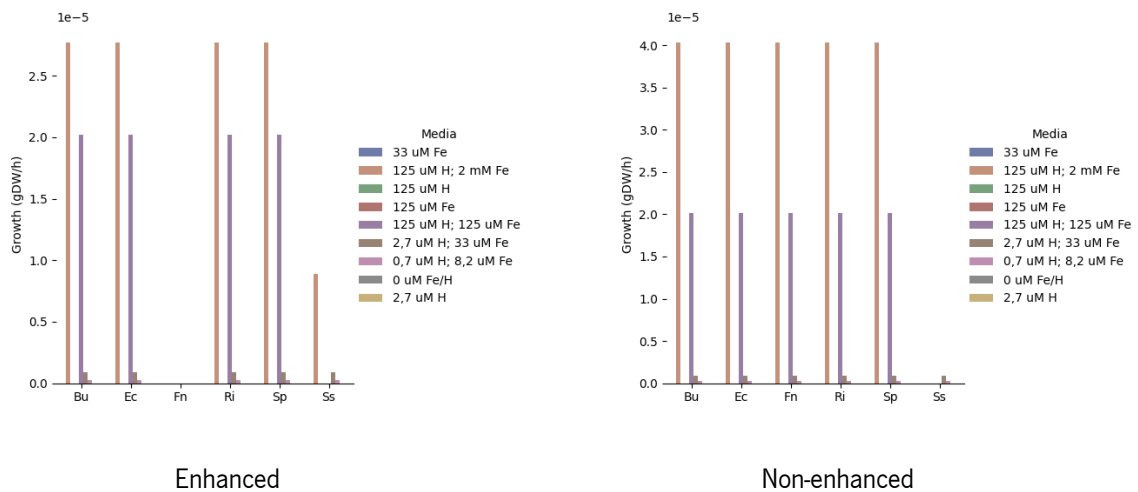 1e−5
2.5
2.0
1.5
1.0
0.5
0.0
Growth (gDW/h)
Bu Ec Fn Ri Sp Ss
Media
33 uM Fe
125 uM H; 2 mM Fe
125 uM H
125 uM Fe
125 uM H; 125 uM Fe
2,7 uM H; 33 uM Fe
0,7 uM H; 8,2 uM Fe
0 uM Fe/H
2,7 uM H
Enhanced
1e−5
4.0
3.5
3.0
2.5
2.0
1.5
1.0
0.5
0.0
Growth (gDW/h)
Bu Ec Fn Ri Sp Ss
Media
33 uM Fe
125 uM H; 2 mM Fe
125 uM H
125 uM Fe
125 uM H; 125 uM Fe
2,7 uM H; 33 uM Fe
0,7 uM H; 8,2 uM Fe
0 uM Fe/H
2,7 uM H
Non-enhanced